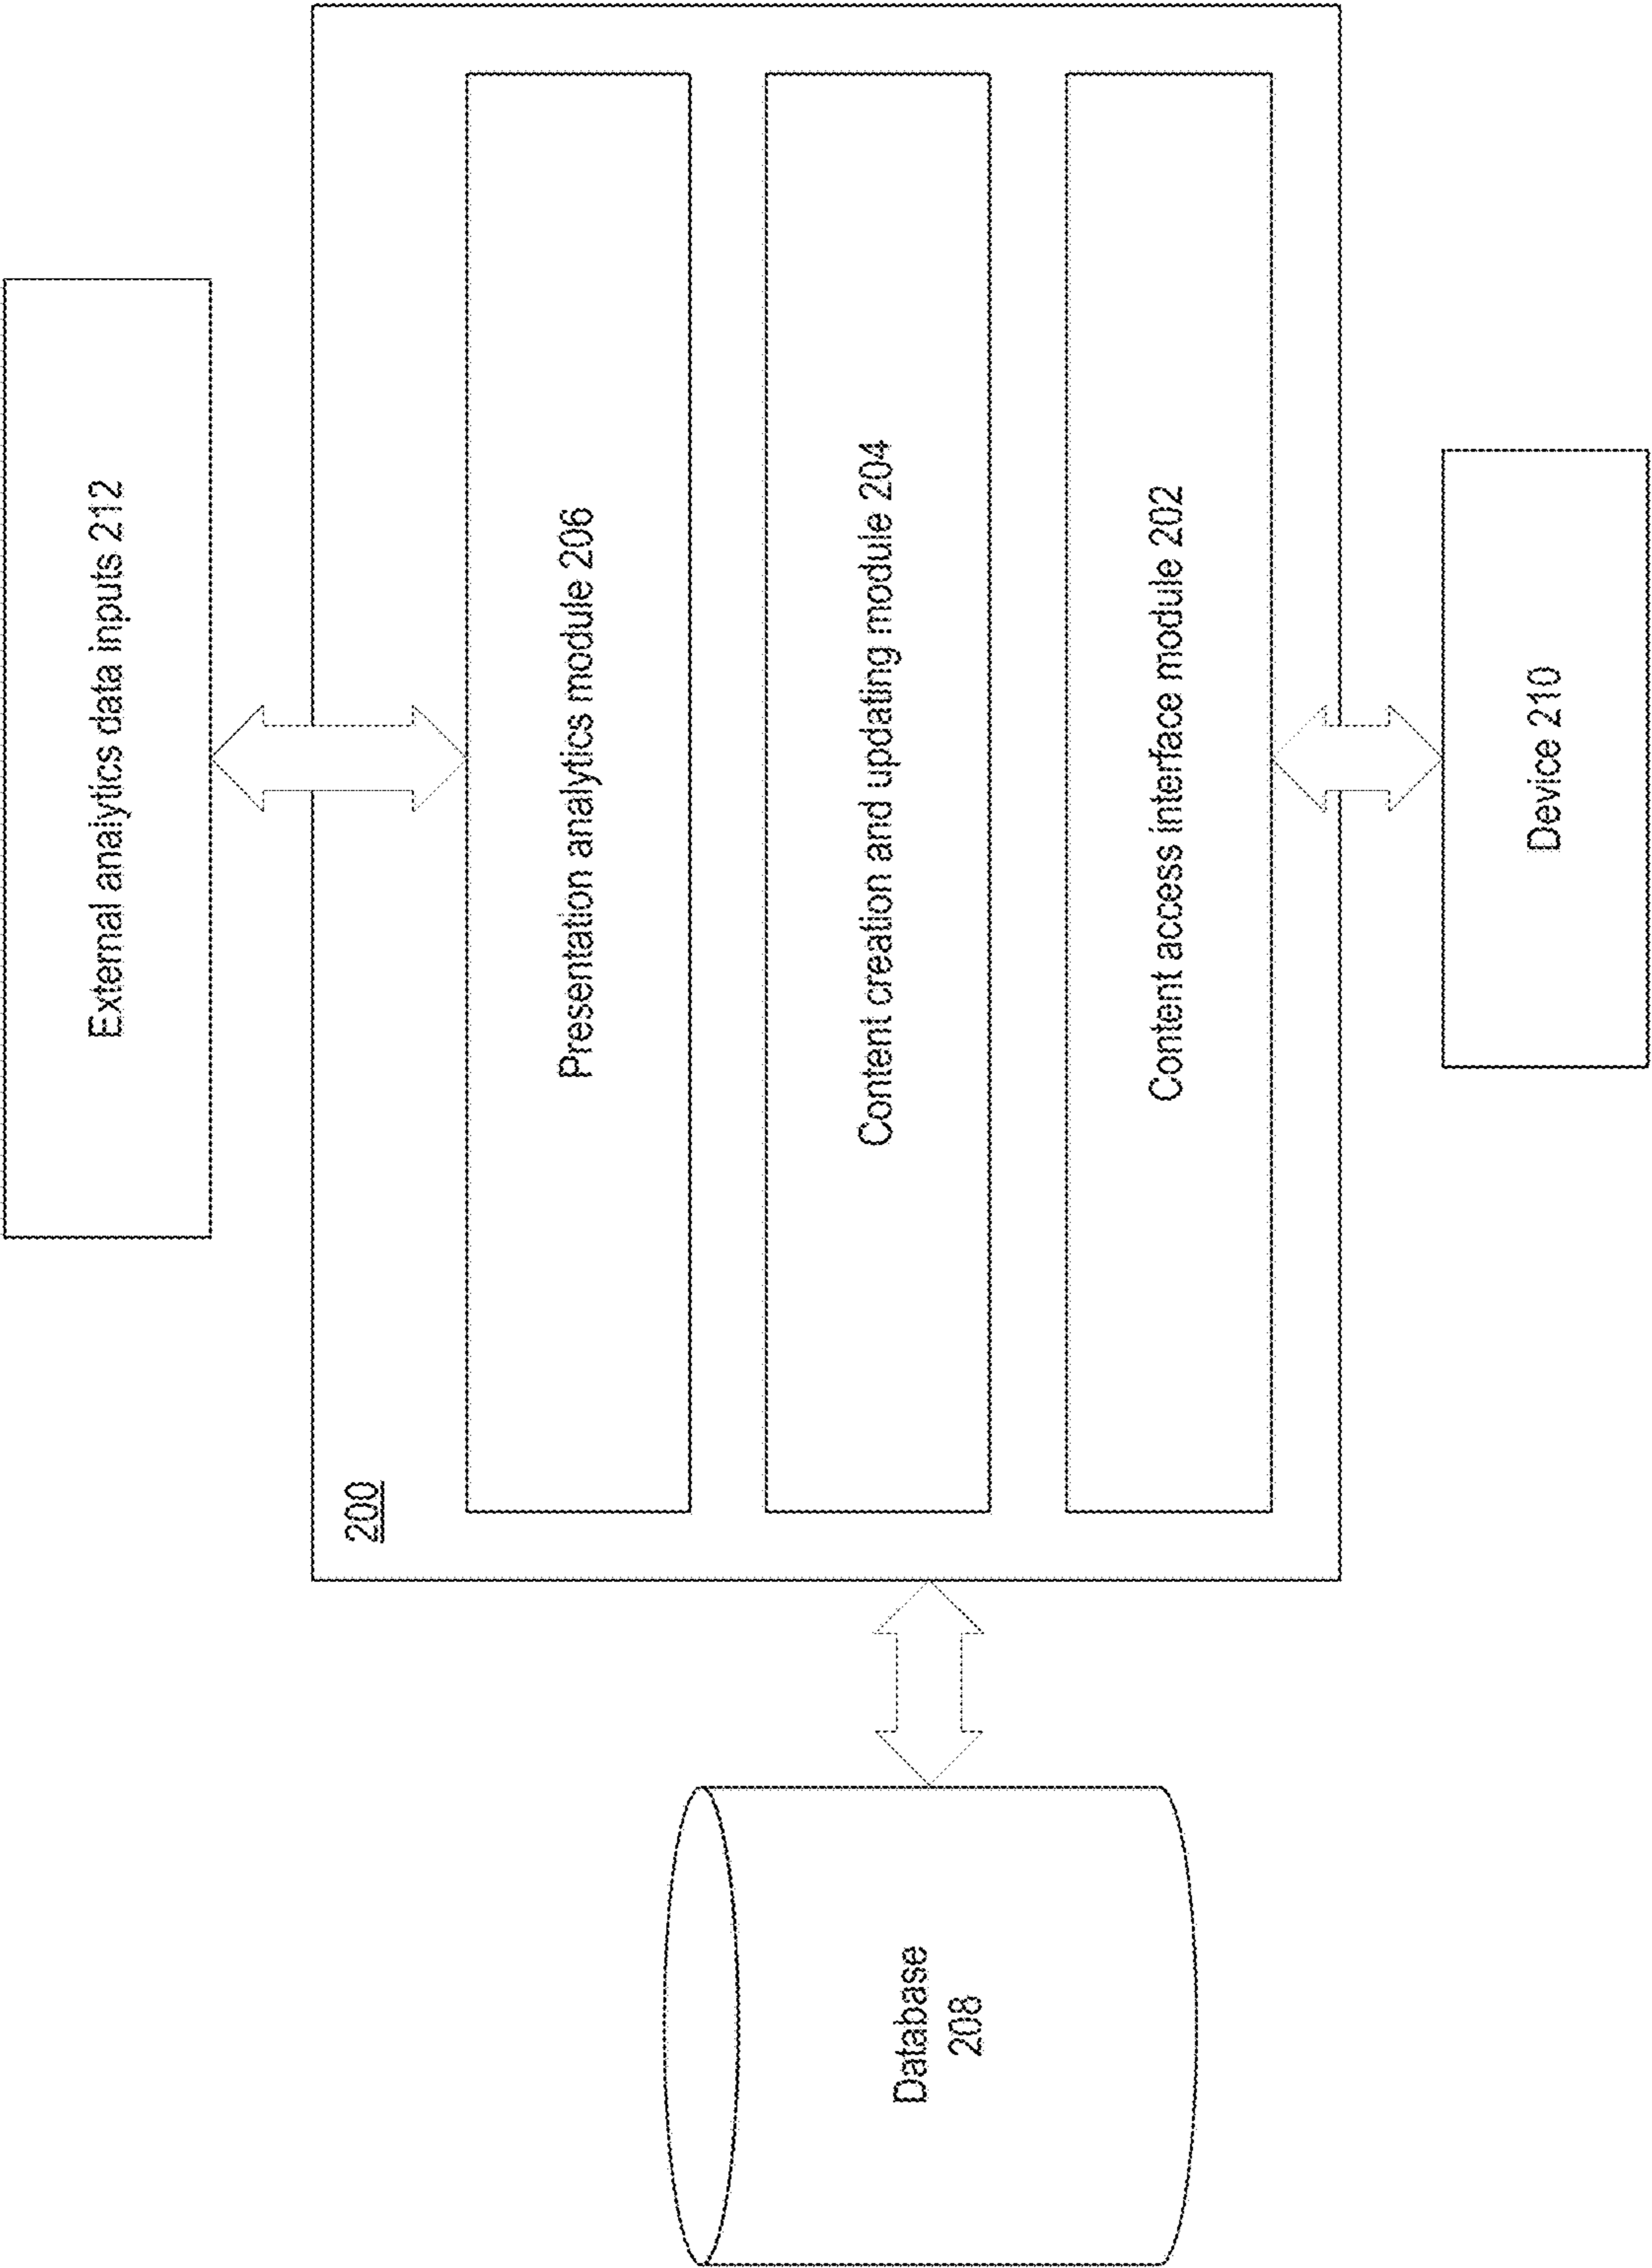 External analytics data inputs 212
200
Presentation analytics module 206
Content creation and updating module 204
Content access interface module 202
Device 210
Database
208